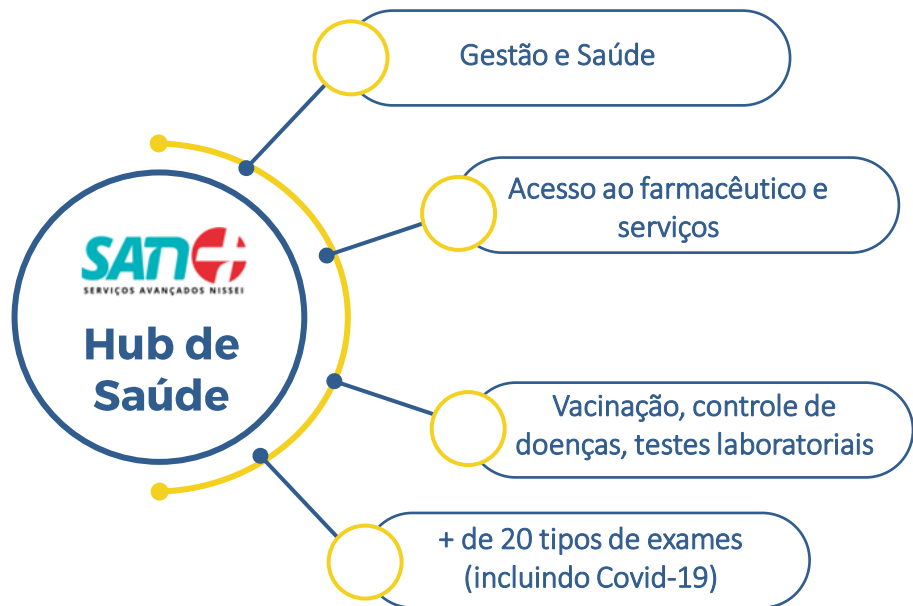 Gestão e Saúde
Acesso ao farmacêutico e
serviços
SAN
SERVIÇOS AVANÇADOS NISSEI
Hub de
Saúde
Vacinação, controle de
doenças, testes laboratoriais
+ de 20 tipos de exames
(incluindo Covid-19)